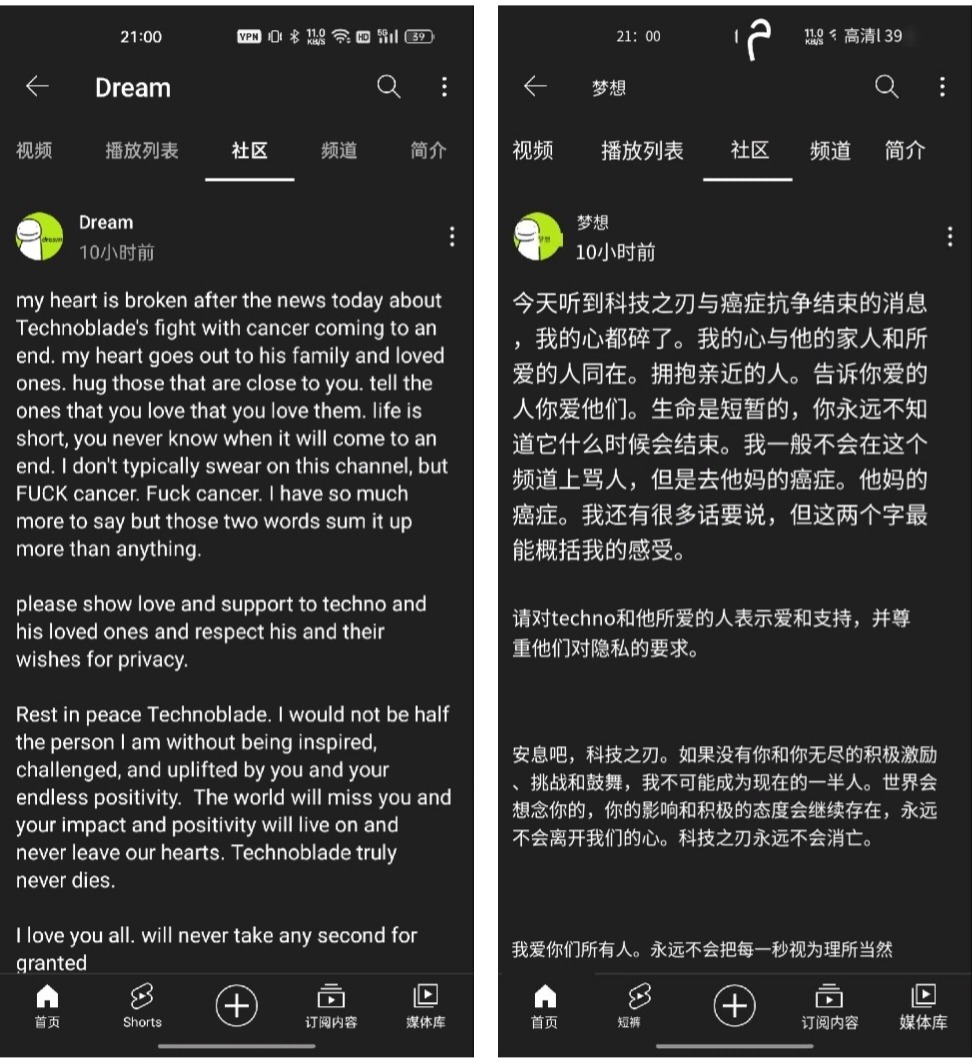 21:00
VPN 11.0 KB/S HD 5G 39
Dream
视频 播放列表 社区 频道 简介
dream
Dream
10小时前
my heart is broken after the news today about
Technoblade's fight with cancer coming to an
end. my heart goes out to his family and loved
ones. hug those that are close to you. tell the
ones that you love that you love them. life is
short, you never know when it will come to an
end. I don't typically swear on this channel, but
FUCK cancer. Fuck cancer. I have so much
more to say but those two words sum it up
more than anything.
please show love and support to techno and
his loved ones and respect his and their
wishes for privacy.
Rest in peace Technoblade. I would not be half
the person I am without being inspired,
challenged, and uplifted by you and your
endless positivity.  The world will miss you and
your impact and positivity will live on and
never leave our hearts. Technoblade truly
never dies.
I love you all. will never take any second for
granted
首页 Shorts 订阅内容 媒体库
21: 00
11.0 KB/S 高清 39
梦想
视频 播放列表 社区 频道 简介
梦想
梦想
10小时前
今天听到科技之刃与癌症抗争结束的消息
，我的心都碎了。我的心与他的家人和所
爱的人同在。拥抱亲近的人。告诉你爱的
人你爱他们。生命是短暂的，你永远不知
道它什么时候会结束。我一般不会在这个
频道上骂人，但是去他妈的癌症。他妈的
癌症。我还有很多话要说，但这两个字最
能概括我的感受。
请对techno和他所爱的人表示爱和支持，并尊
重他们对隐私的要求。
安息吧，科技之刃。如果没有你和你无尽的积极激励
、挑战和鼓舞，我不可能成为现在的一半人。世界会
想念你的，你的影响和积极的态度会继续存在，永远
不会离开我们的心。科技之刃永远不会消亡。
我爱你们所有人。永远不会把每一秒视为理所当然
首页 短裤 订阅内容 媒体库